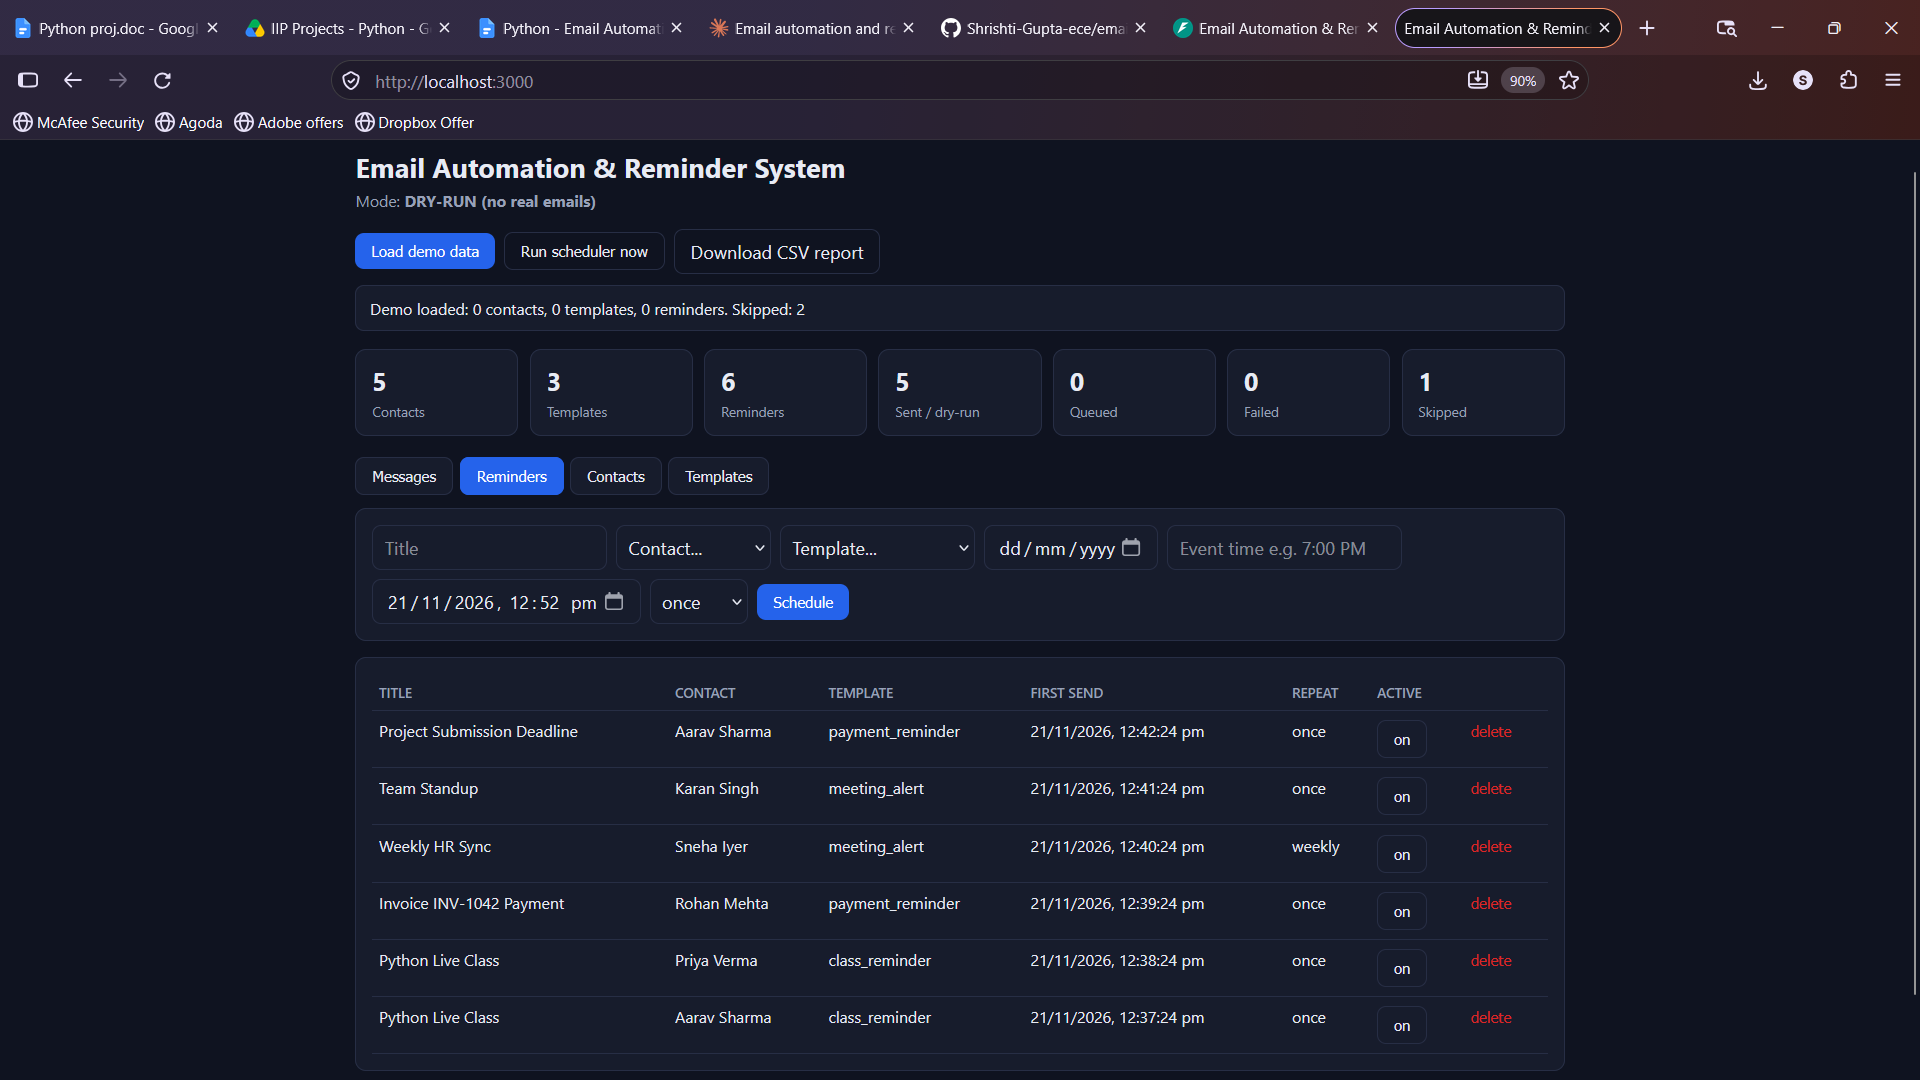 Python proj.doc - Googl
IIP Projects - Python - G
Python - Email Automati
Email automation and re
Shrishti-Gupta-ece/emai
Email Automation & Rer
Email Automation & Remind
http://localhost:3000
90%
S
McAfee Security
Agoda
Adobe offers
Dropbox Offer
Email Automation & Reminder System
Mode: DRY-RUN (no real emails)
Load demo data
Run scheduler now
Download CSV report
Demo loaded: 0 contacts, 0 templates, 0 reminders. Skipped: 2
5
Contacts
3
Templates
6
Reminders
5
Sent / dry-run
0
Queued
0
Failed
1
Skipped
Messages
Reminders
Contacts
Templates
Title
Contact...
Template...
dd/mm/yyyy
Event time e.g. 7:00 PM
21/11/2026, 12:52 pm
once
Schedule
TITLE CONTACT TEMPLATE FIRST SEND REPEAT ACTIVE
Project Submission Deadline Aarav Sharma payment_reminder 21/11/2026, 12:42:24 pm once on delete
Team Standup Karan Singh meeting_alert 21/11/2026, 12:41:24 pm once on delete
Weekly HR Sync Sneha Iyer meeting_alert 21/11/2026, 12:40:24 pm weekly on delete
Invoice INV-1042 Payment Rohan Mehta payment_reminder 21/11/2026, 12:39:24 pm once on delete
Python Live Class Priya Verma class_reminder 21/11/2026, 12:38:24 pm once on delete
Python Live Class Aarav Sharma class_reminder 21/11/2026, 12:37:24 pm once on delete